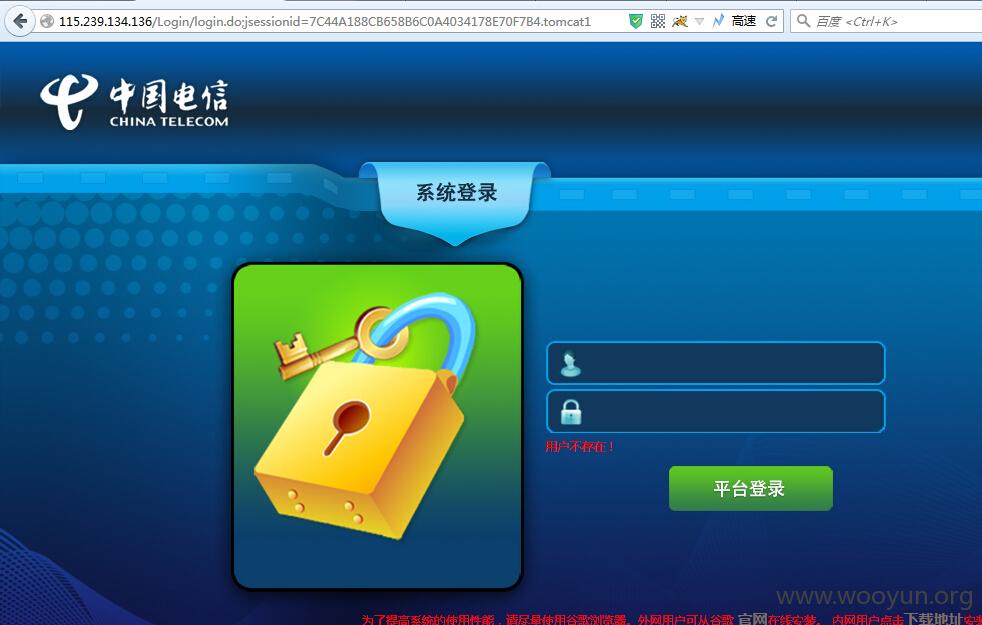 115.239.134.136/Login/login.do;jsessionid=7C44A188CB658B6C0A4034178E70F7B4.tomcat1 高速 百度 <Ctrl+K>
中国电信
CHINA TELECOM
系统登录
用户不存在！
平台登录
www.wooyun.org
为了提高系统的使用性能，请尽量使用谷歌浏览器。外网用户可从谷歌 官网在线安装。 内网用户点击下载地址安装